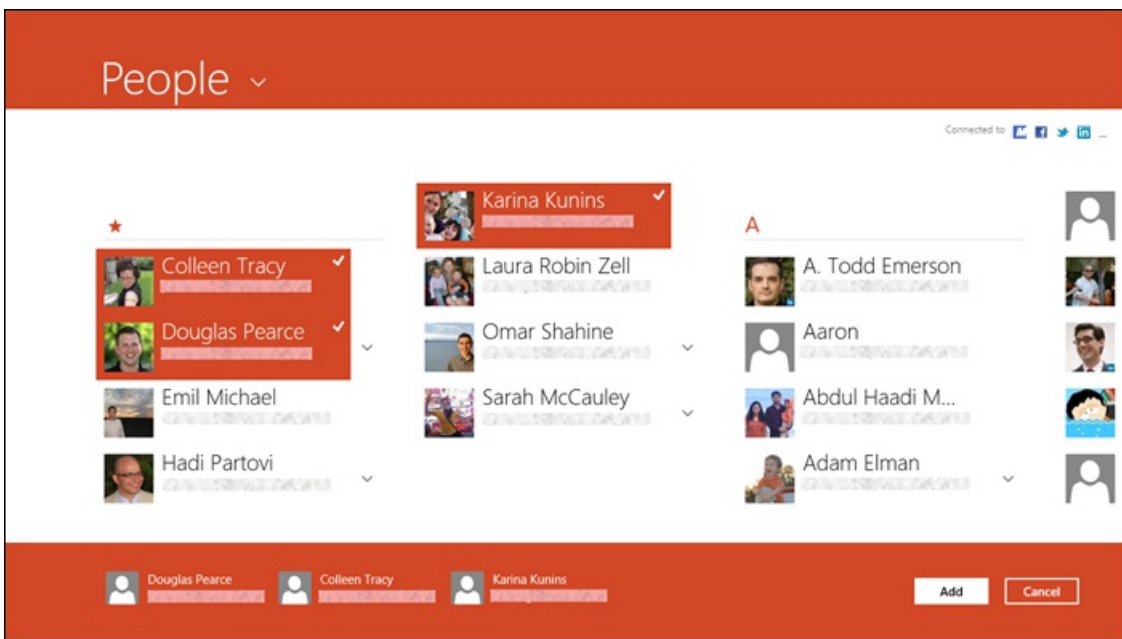 People
Connected to
Karina Kunins
A
Colleen Tracy
Laura Robin Zell
A. Todd Emerson
Douglas Pearce
Omar Shahine
Aaron
Emil Michael
Sarah McCauley
Abdul Haadi M...
Hadi Partovi
Adam Elman
Douglas Pearce
Colleen Tracy
Karina Kunins
Add
Cancel